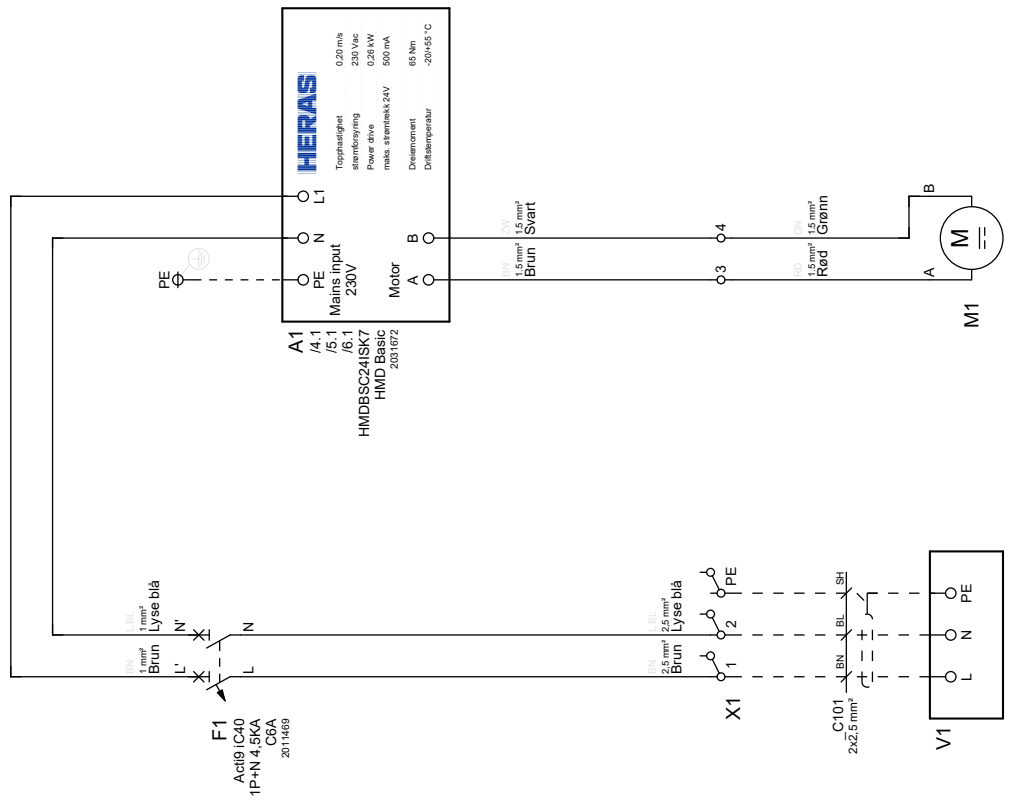 HERAS
Topphastighet 0,20 m/s
strømforsyning 230 Vac
Power drive 0,26 kW
maks. strømtrekk 24V 500 mA
Dreiemoment 65 Nm
Driftstemperatur -20/+55 °C
L1
N
PE
Mains input
230V
Motor
A
B
PE
A1
/4.1
/5.1
/6.1
HMDBSC24ISK7
HMD Basic
2031672
BN
1,5 mm²
Brun
ZW
1,5 mm²
Svart
3
4
RD
1,5 mm²
Rød
GN
1,5 mm²
Grønn
A
B
M
M1
BN
1 mm²
Brun
L.BL
1 mm²
Lyse blå
L'
N'
L
N
F1
Acti9 iC40
1P+N 4,5KA
C6A
2011469
BN
2,5 mm²
Brun
L.BL
2,5 mm²
Lyse blå
1
2
PE
X1
BN
BL
SH
C101
2x2,5 mm²
L
N
PE
V1